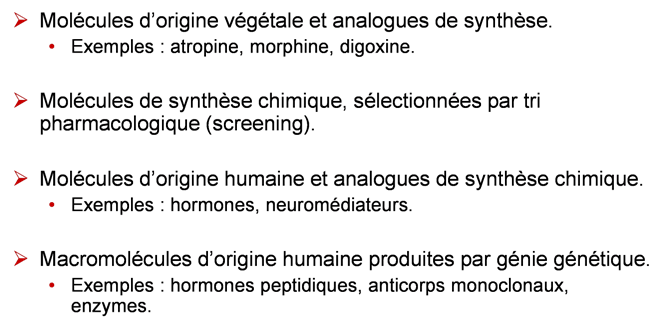 ➢ Molécules d'origine végétale et analogues de synthèse.
• Exemples : atropine, morphine, digoxine.
➢ Molécules de synthèse chimique, sélectionnées par tri
pharmacologique (screening).
➢ Molécules d'origine humaine et analogues de synthèse chimique.
• Exemples : hormones, neuromédiateurs.
➢ Macromolécules d'origine humaine produites par génie génétique.
• Exemples : hormones peptidiques, anticorps monoclonaux,
enzymes.